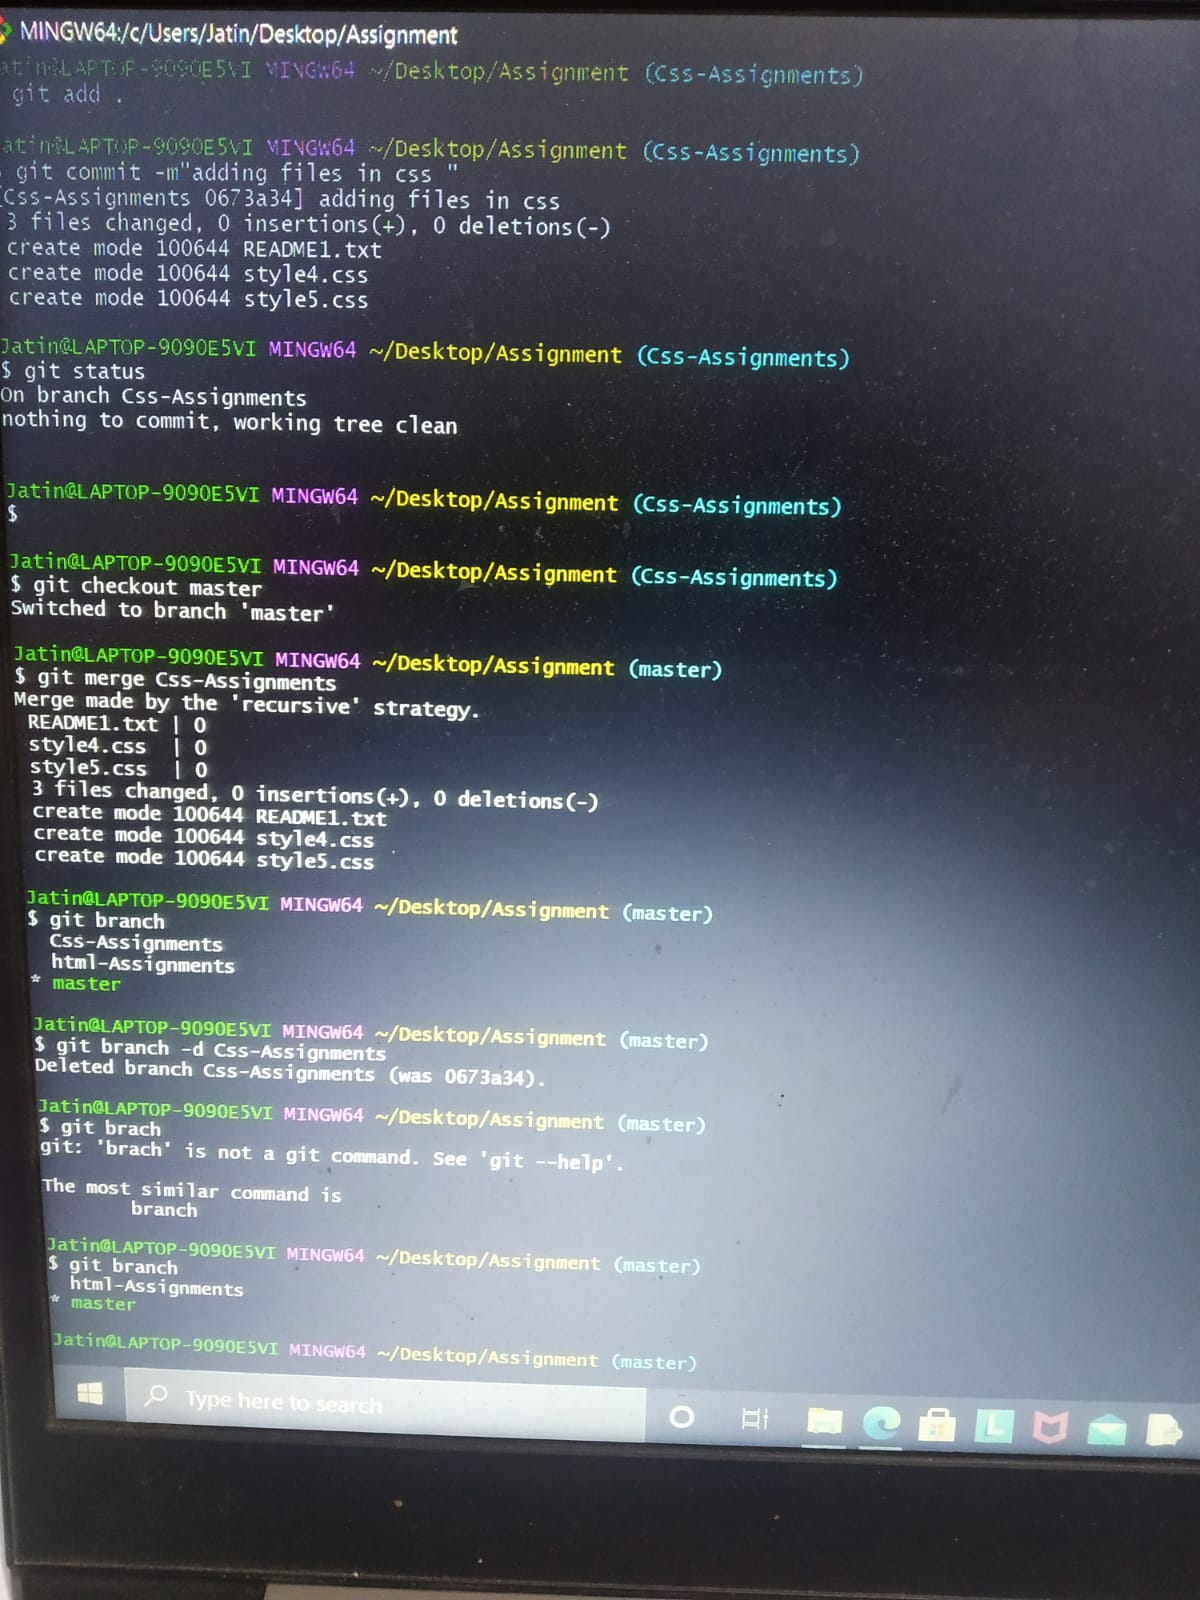 MINGW64:/c/Users/Jatin/Desktop/Assignment
atin@LAPTOP-9090E5VI MINGW64 ~/Desktop/Assignment (Css-Assignments)
git add .
atin@LAPTOP-9090E5VI MINGW64 ~/Desktop/Assignment (Css-Assignments)
git commit -m"adding files in css "
[Css-Assignments 0673a34] adding files in css
3 files changed, 0 insertions(+), 0 deletions(-)
create mode 100644 README1.txt
create mode 100644 style4.css
create mode 100644 style5.css
Jatin@LAPTOP-9090E5VI MINGW64 ~/Desktop/Assignment (Css-Assignments)
$ git status
On branch Css-Assignments
nothing to commit, working tree clean
Jatin@LAPTOP-9090E5VI MINGW64 ~/Desktop/Assignment (Css-Assignments)
$
Jatin@LAPTOP-9090E5VI MINGW64 ~/Desktop/Assignment (Css-Assignments)
$ git checkout master
Switched to branch 'master'
Jatin@LAPTOP-9090E5VI MINGW64 ~/Desktop/Assignment (master)
$ git merge Css-Assignments
Merge made by the 'recursive' strategy.
README1.txt | 0
style4.css | 0
style5.css | 0
3 files changed, 0 insertions(+), 0 deletions(-)
create mode 100644 README1.txt
create mode 100644 style4.css
create mode 100644 style5.css
Jatin@LAPTOP-9090E5VI MINGW64 ~/Desktop/Assignment (master)
$ git branch
Css-Assignments
html-Assignments
* master
Jatin@LAPTOP-9090E5VI MINGW64 ~/Desktop/Assignment (master)
$ git branch -d Css-Assignments
Deleted branch Css-Assignments (was 0673a34).
Jatin@LAPTOP-9090E5VI MINGW64 ~/Desktop/Assignment (master)
$ git brach
git: 'brach' is not a git command. See 'git --help'.
The most similar command is
branch
Jatin@LAPTOP-9090E5VI MINGW64 ~/Desktop/Assignment (master)
$ git branch
html-Assignments
* master
Jatin@LAPTOP-9090E5VI MINGW64 ~/Desktop/Assignment (master)
Type here to search
L